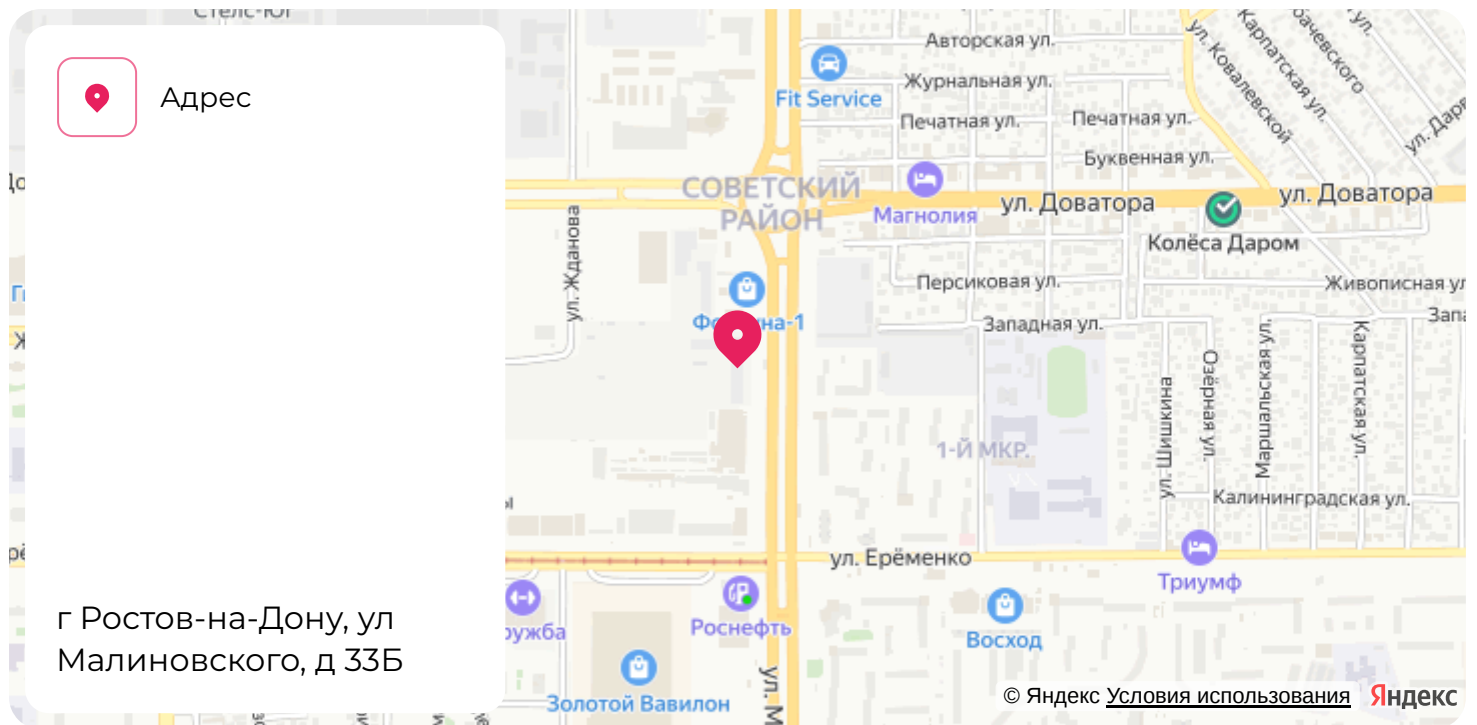 Стелс-Юг
Адрес
г Ростов-на-Дону, ул
Малиновского, д 33Б
Авторская ул.
Fit Service
Журнальная ул.
Печатная ул.
Печатная ул.
Буквенная ул.
ул. Ковалевской
Карпатская ул.
СОВЕТСКИЙ
РАЙОН
Магнолия
ул. Доватора
ул. Доватора
Колёса Даром
ул. Жданова
Персиковая ул.
Живописная ул
Западная ул.
1-Й МКР.
ул. Шишкина
Озёрная ул.
Маршальская ул.
Карпатская ул.
Калининградская ул.
ул. Ерёменко
Триумф
Роснефть
Восход
Золотой Вавилон
ул. М
© Яндекс Условия использования
Яндекс